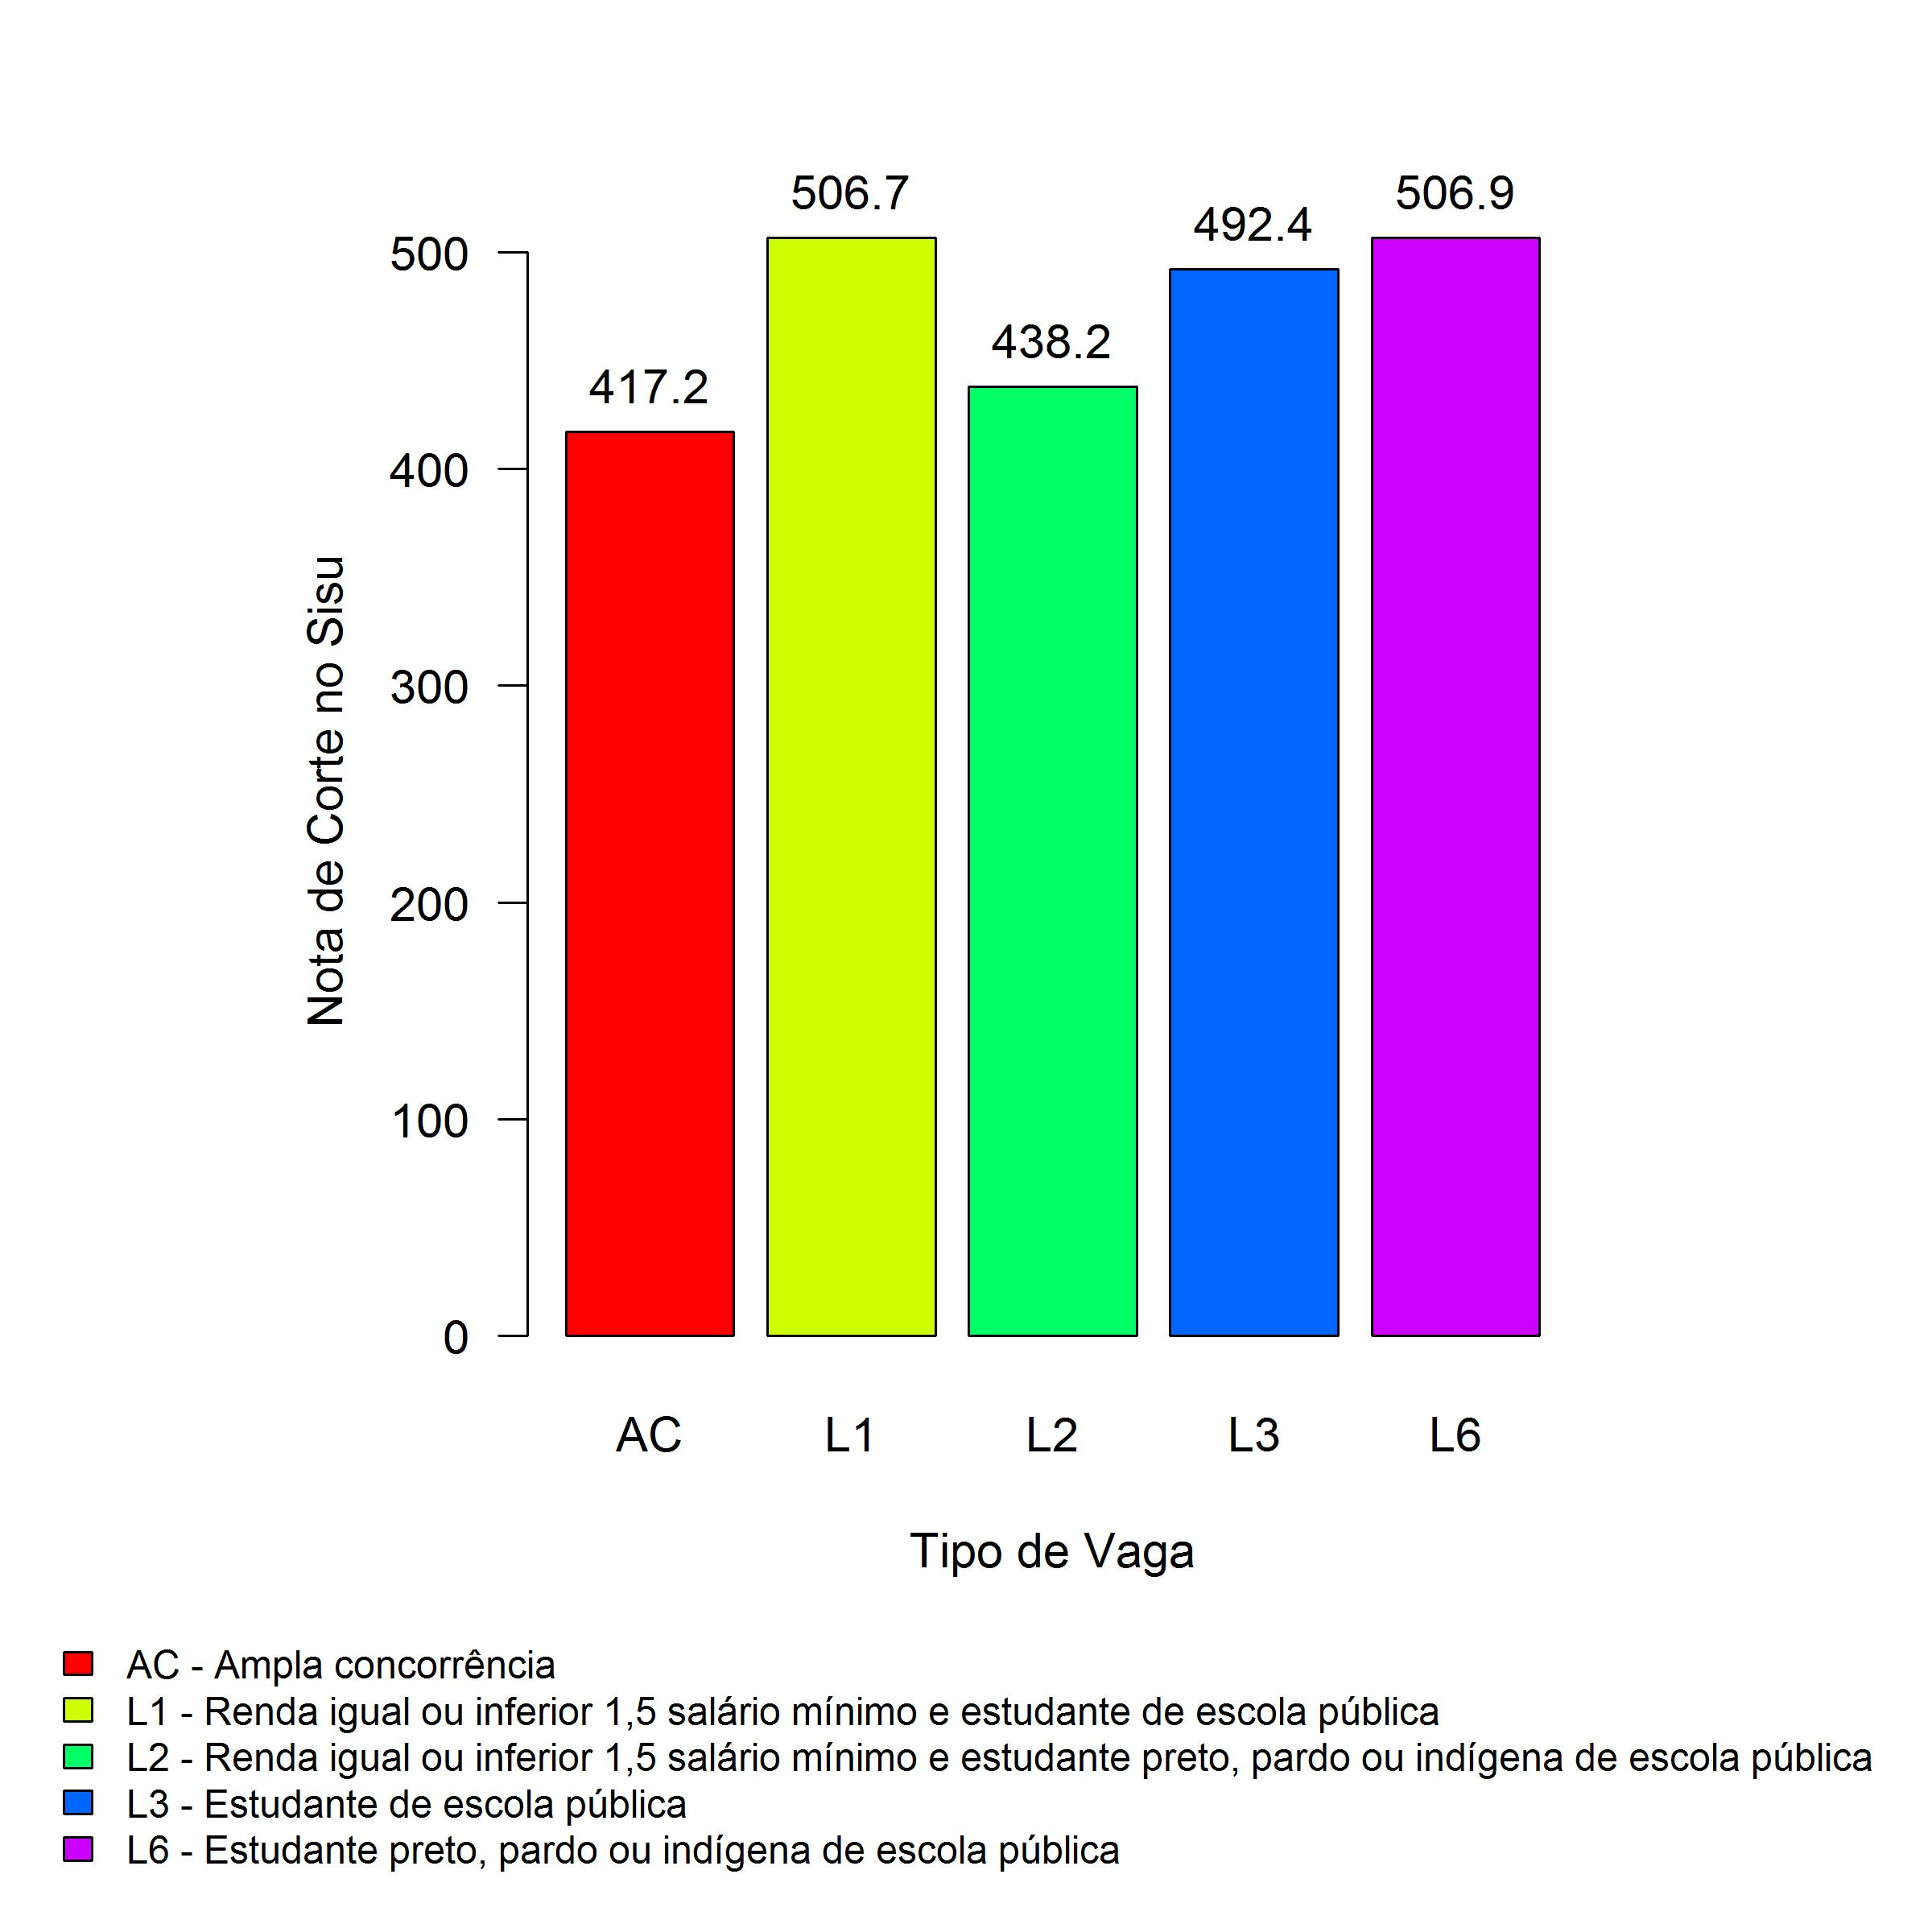 506.7
506.9
492.4
500
438.2
417.2
400
300
200
100
0
Nota de Corte no Sisu
AC L1 L2 L3 L6
Tipo de Vaga
AC - Ampla concorrência
L1 - Renda igual ou inferior 1,5 salário mínimo e estudante de escola pública
L2 - Renda igual ou inferior 1,5 salário mínimo e estudante preto, pardo ou indígena de escola pública
L3 - Estudante de escola pública
L6 - Estudante preto, pardo ou indígena de escola pública